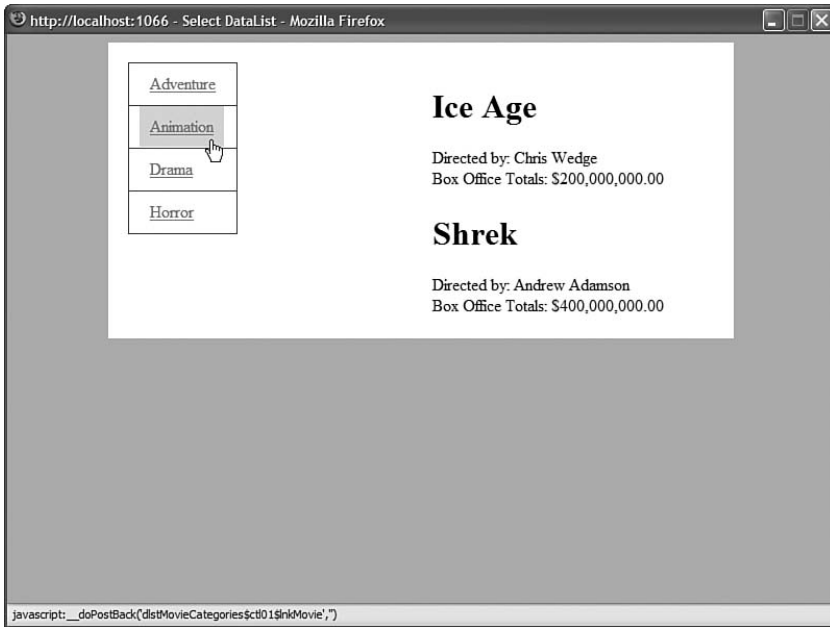 http://localhost:1066 - Select DataList - Mozilla Firefox
Adventure
Animation
Drama
Horror
Ice Age
Directed by: Chris Wedge
Box Office Totals: $200,000,000.00
Shrek
Directed by: Andrew Adamson
Box Office Totals: $400,000,000.00
javascript:__doPostBack('dlstMovieCategories$ctl01$lnkMovie','')